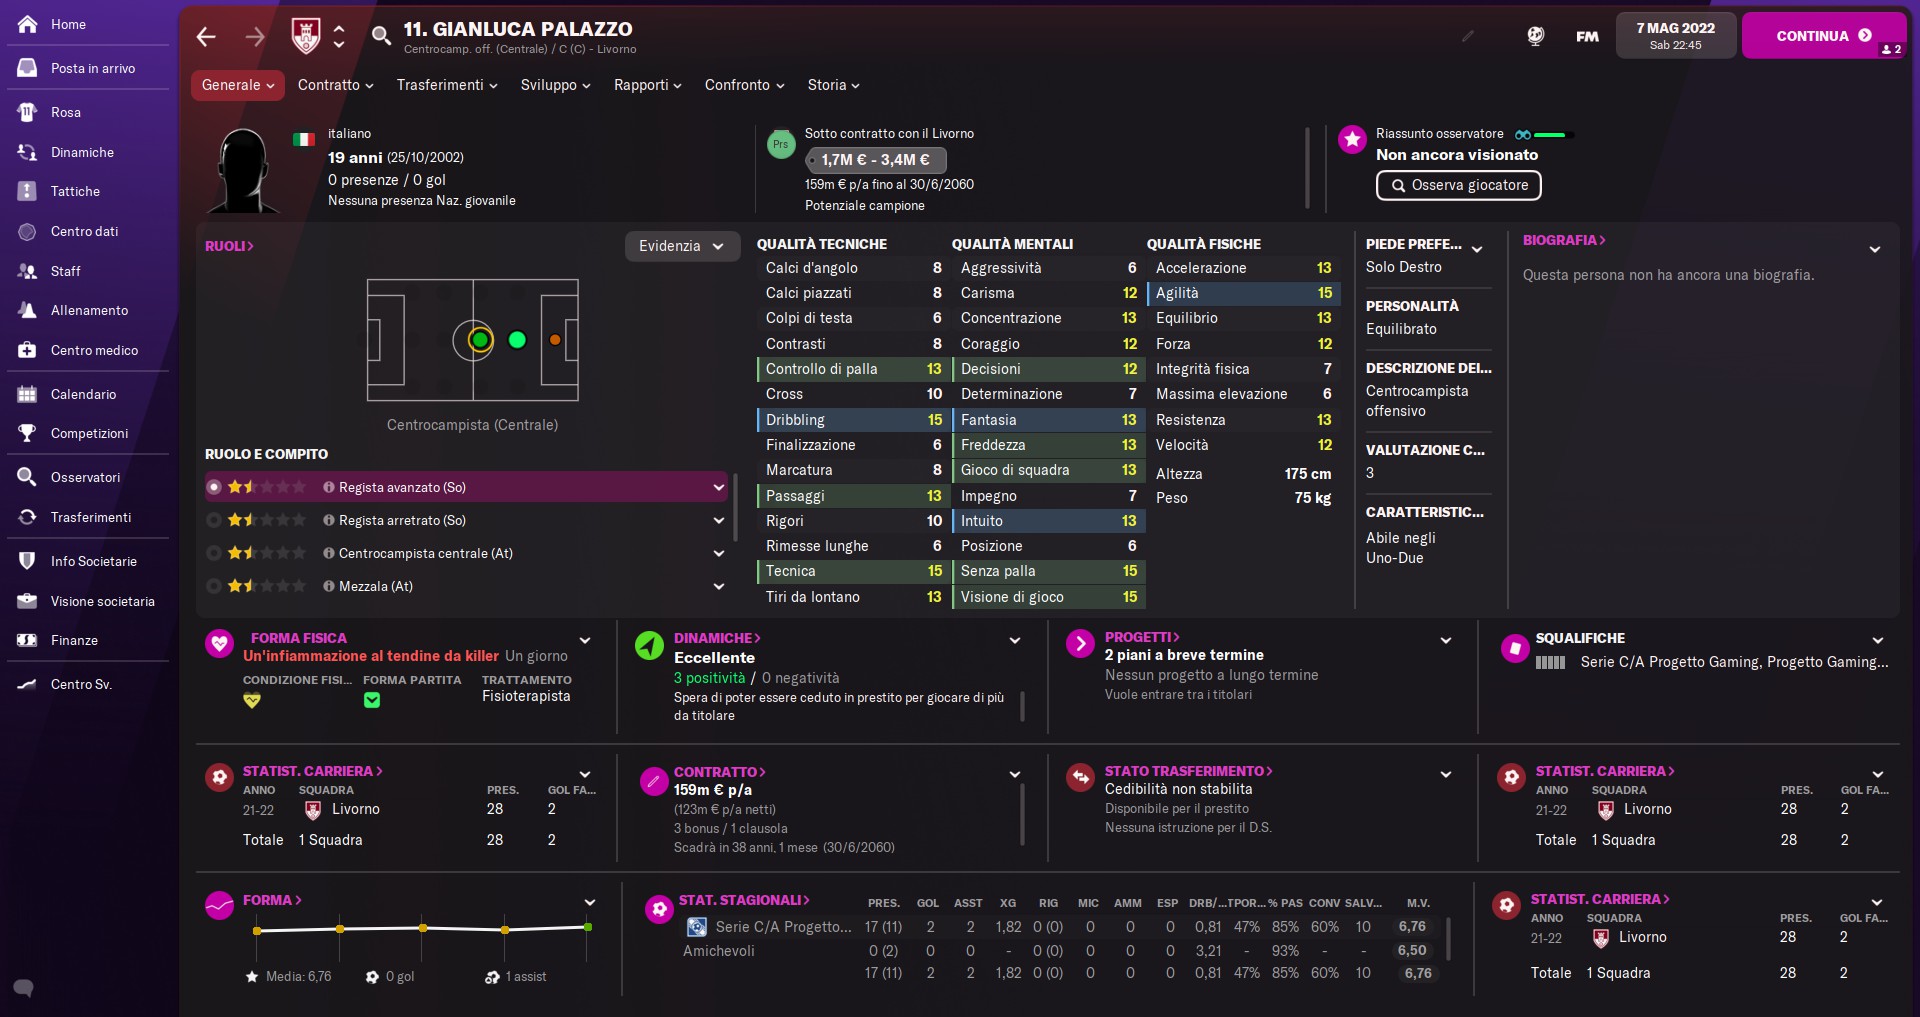 Home
Posta in arrivo
Rosa
Dinamiche
Tattiche
Centro dati
Staff
Allenamento
Centro medico
Calendario
Competizioni
Osservatori
Trasferimenti
Info Societarie
Visione societaria
Finanze
Centro Sv.
11. GIANLUCA PALAZZO
Centrocamp. off. (Centrale) / C (C) - Livorno
FM
7 MAG 2022
Sab 22:45
CONTINUA
2
Generale Contratto Trasferimenti Sviluppo Rapporti Confronto Storia
italiano
19 anni (25/10/2002)
0 presenze / 0 gol
Nessuna presenza Naz. giovanile
Prs
Sotto contratto con il Livorno
1,7M € - 3,4M €
159m € p/a fino al 30/6/2060
Potenziale campione
Riassunto osservatore
Non ancora visionato
Osserva giocatore
RUOLI
Evidenzia
Centrocampista (Centrale)
RUOLO E COMPITO
Regista avanzato (So)
Regista arretrato (So)
Centrocampista centrale (At)
Mezzala (At)
QUALITÀ TECNICHE
Calci d'angolo 8
Calci piazzati 8
Colpi di testa 6
Contrasti 8
Controllo di palla 13
Cross 10
Dribbling 15
Finalizzazione 6
Marcatura 8
Passaggi 13
Rigori 10
Rimesse lunghe 6
Tecnica 15
Tiri da lontano 13
QUALITÀ MENTALI
Aggressività 6
Carisma 12
Concentrazione 13
Coraggio 12
Decisioni 12
Determinazione 7
Fantasia 13
Freddezza 13
Gioco di squadra 13
Impegno 7
Intuito 13
Posizione 6
Senza palla 15
Visione di gioco 15
QUALITÀ FISICHE
Accelerazione 13
Agilità 15
Equilibrio 13
Forza 12
Integrità fisica 7
Massima elevazione 6
Resistenza 13
Velocità 12
Altezza 175 cm
Peso 75 kg
PIEDE PREFE...
Solo Destro
PERSONALITÀ
Equilibrato
DESCRIZIONE DEI...
Centrocampista
offensivo
VALUTAZIONE C...
3
CARATTERISTIC...
Abile negli
Uno-Due
BIOGRAFIA
Questa persona non ha ancora una biografia.
FORMA FISICA
Un'infiammazione al tendine da killer Un giorno
CONDIZIONE FISI... FORMA PARTITA TRATTAMENTO
Fisioterapista
DINAMICHE
Eccellente
3 positività / 0 negatività
Spera di poter essere ceduto in prestito per giocare di più
da titolare
PROGETTI
2 piani a breve termine
Nessun progetto a lungo termine
Vuole entrare tra i titolari
SQUALIFICHE
Serie C/A Progetto Gaming, Progetto Gaming...
STATIST. CARRIERA
ANNO SQUADRA PRES. GOL FA...
21-22 Livorno 28 2
Totale 1 Squadra 28 2
CONTRATTO
159m € p/a
(123m € p/a netti)
3 bonus / 1 clausola
Scadrà in 38 anni, 1 mese (30/6/2060)
STATO TRASFERIMENTO
Cedibilità non stabilita
Disponibile per il prestito
Nessuna istruzione per il D.S.
STATIST. CARRIERA
ANNO SQUADRA PRES. GOL FA...
21-22 Livorno 28 2
Totale 1 Squadra 28 2
FORMA
Media: 6,76 0 gol 1 assist
STAT. STAGIONALI PRES. GOL ASST XG RIG MIC AMM ESP DRB/... TPOR... % PAS CONV SALV... M.V.
Serie C/A Progetto... 17 (11) 2 2 1,82 0 (0) 0 0 0 0,81 47% 85% 60% 10 6,76
Amichevoli 0 (2) 0 0 - 0 (0) 0 0 0 3,21 - 93% - - 6,50
17 (11) 2 2 1,82 0 (0) 0 0 0 0,81 47% 85% 60% 10 6,76
STATIST. CARRIERA
ANNO SQUADRA PRES. GOL FA...
21-22 Livorno 28 2
Totale 1 Squadra 28 2